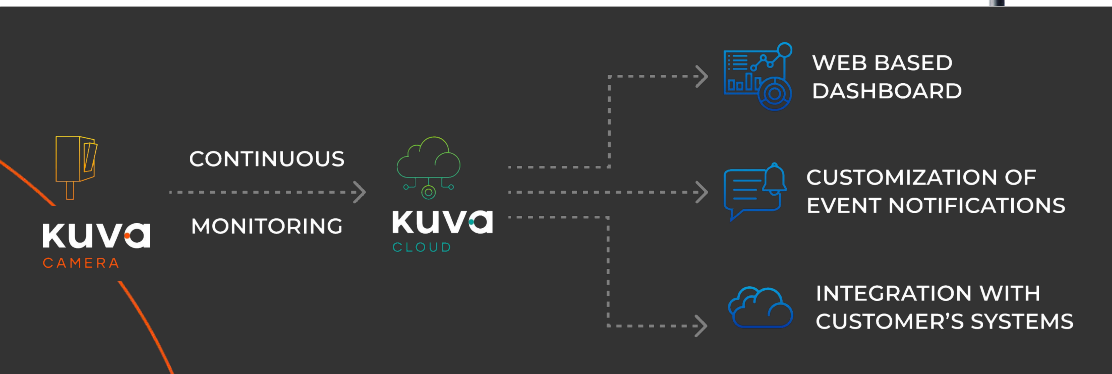 KUVA
CAMERA
CONTINUOUS
MONITORING
KUVA
CLOUD
WEB BASED
DASHBOARD
CUSTOMIZATION OF
EVENT NOTIFICATIONS
INTEGRATION WITH
CUSTOMER’S SYSTEMS